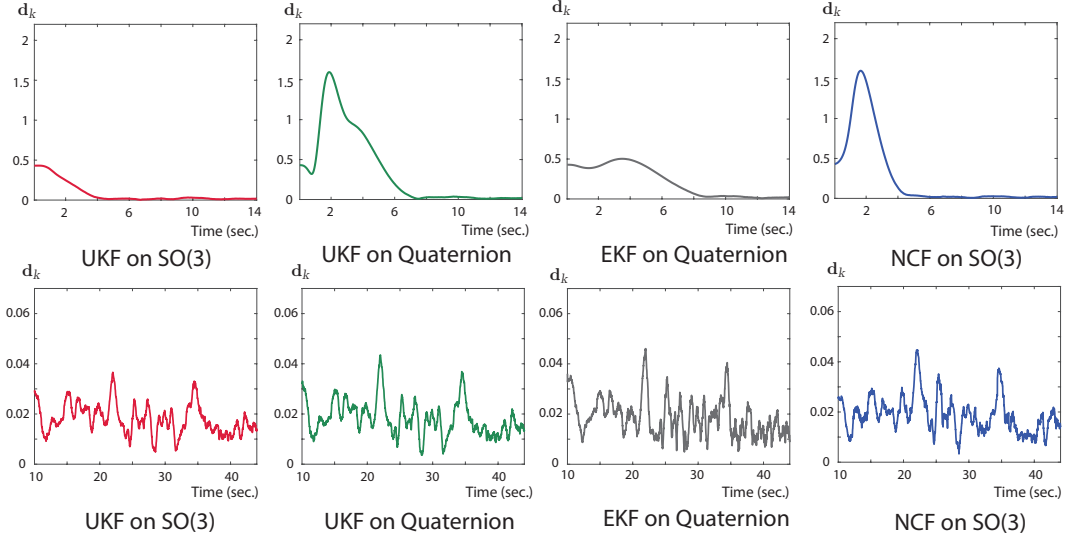 d_k d_k d_k d_k
2 2 2 2
1.5 1.5 1.5 1.5
1 1 1 1
0.5 0.5 0.5 0.5
0 0 0 0
2 6 10 14 2 6 10 14 2 6 10 14 2 6 10 14
Time (sec.) Time (sec.) Time (sec.) Time (sec.)
UKF on SO(3) UKF on Quaternion EKF on Quaternion NCF on SO(3)
d_k d_k d_k d_k
0.06 0.06 0.06 0.06
0.04 0.04 0.04 0.04
0.02 0.02 0.02 0.02
0 0 0 0
10 20 30 40 10 20 30 40 10 20 30 40 10 20 30 40
Time (sec.) Time (sec.) Time (sec.) Time (sec.)
UKF on SO(3) UKF on Quaternion EKF on Quaternion NCF on SO(3)